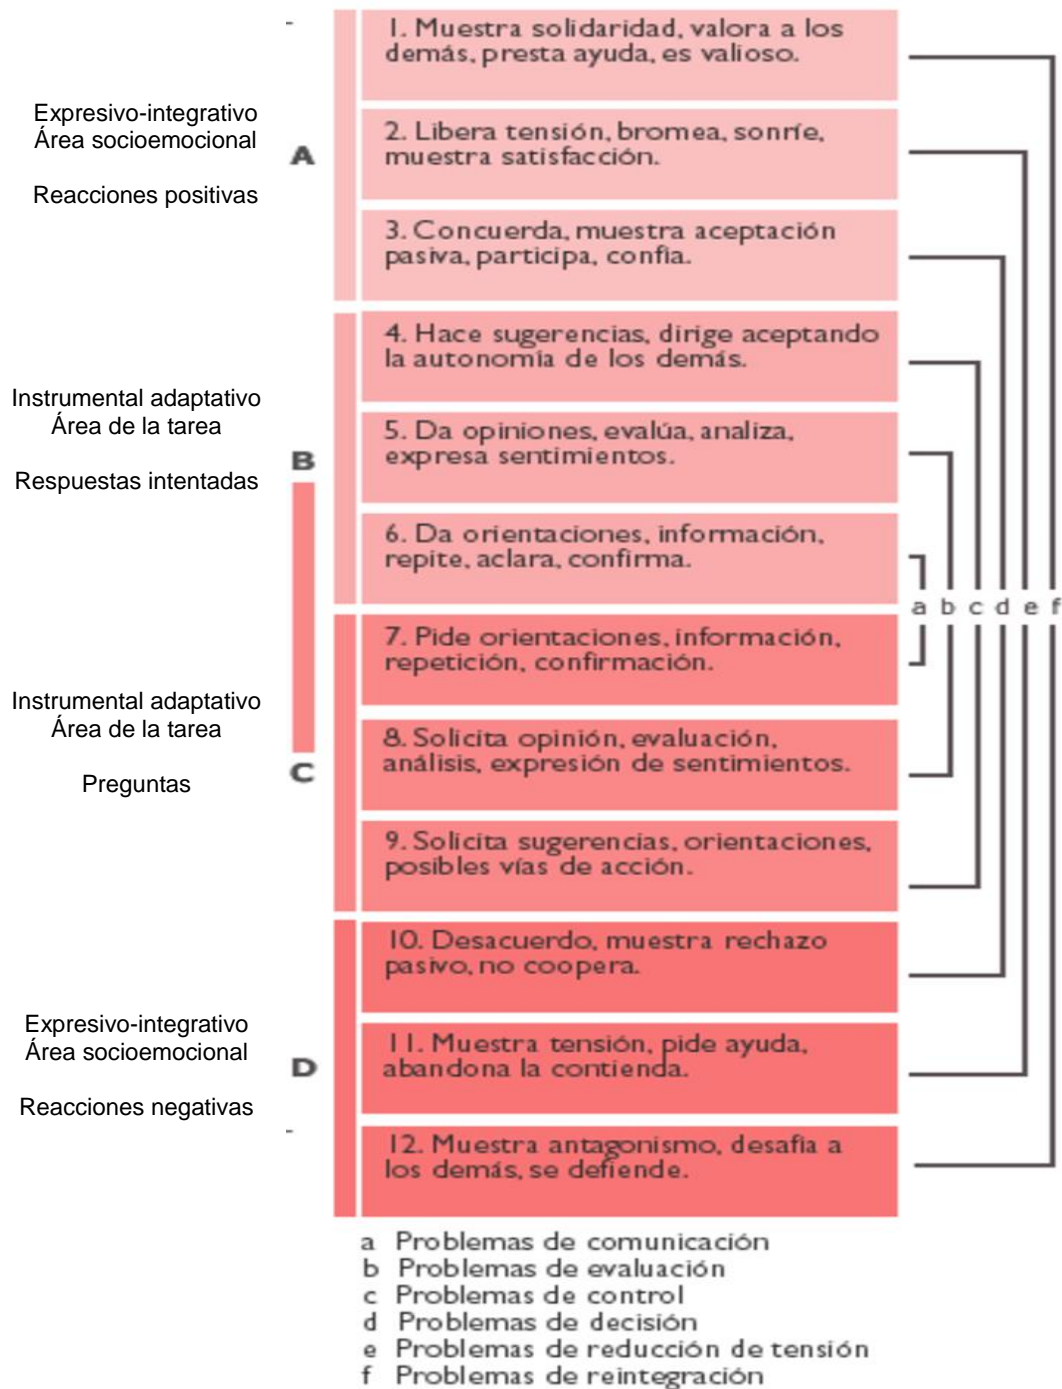 1. Muestra solidaridad, valora a los
demás, presta ayuda, es valioso.
Expresivo-integrativo
Área socioemocional
Reacciones positivas
A
2. Libera tensión, bromea, sonríe,
muestra satisfacción.
3. Concuerda, muestra aceptación
pasiva, participa, confia.
4. Hace sugerencias, dirige aceptando
la autonomía de los demás.
Instrumental adaptativo
Área de la tarea
Respuestas intentadas
B
5. Da opiniones, evalúa, analiza,
expresa sentimientos.
6. Da orientaciones, información,
repite, aclara, confirma.
a b c d e f
7. Pide orientaciones, información,
repetición, confirmación.
Instrumental adaptativo
Área de la tarea
Preguntas
C
8. Solicita opinión, evaluación,
análisis, expresión de sentimientos.
9. Solicita sugerencias, orientaciones,
posibles vías de acción.
10. Desacuerdo, muestra rechazo
pasivo, no coopera.
Expresivo-integrativo
Área socioemocional
Reacciones negativas
D
11. Muestra tensión, pide ayuda,
abandona la contienda.
12. Muestra antagonismo, desafia a
los demás, se defiende.
a Problemas de comunicación
b Problemas de evaluación
c Problemas de control
d Problemas de decisión
e Problemas de reducción de tensión
f Problemas de reintegración